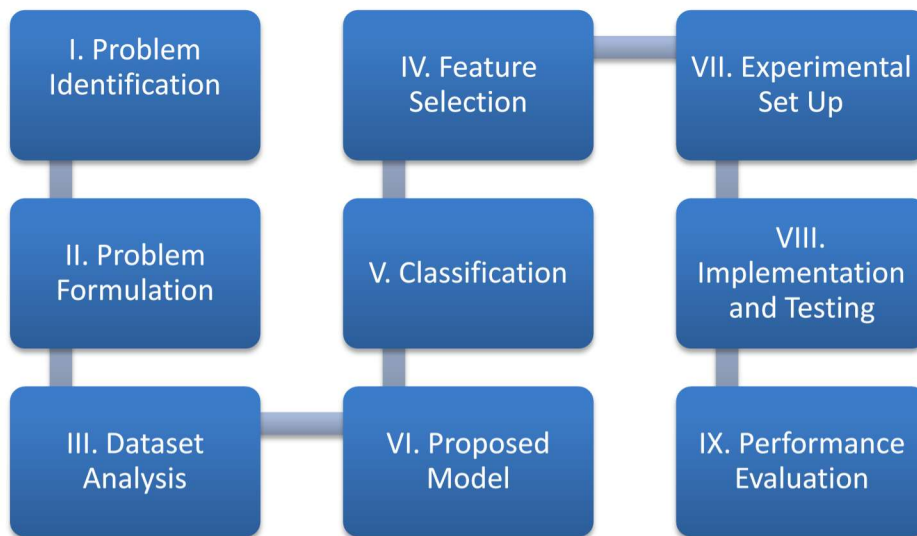 I. Problem
Identification
II. Problem
Formulation
III. Dataset
Analysis
IV. Feature
Selection
V. Classification
VI. Proposed
Model
VII. Experimental
Set Up
VIII.
Implementation
and Testing
IX. Performance
Evaluation